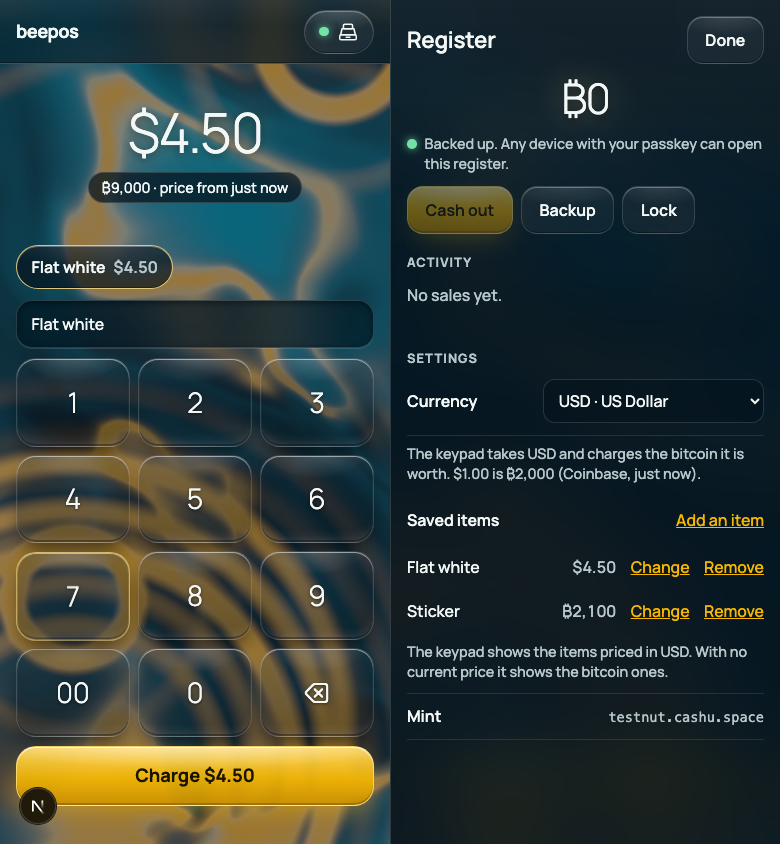 beepos
$4.50
₿9,000 · price from just now
Flat white $4.50
Flat white
1 2 3
4 5 6
7 8 9
00 0
Charge $4.50
N
Register
Done
₿0
Backed up. Any device with your passkey can open
this register.
Cash out Backup Lock
ACTIVITY
No sales yet.
SETTINGS
Currency USD · US Dollar
The keypad takes USD and charges the bitcoin it is
worth. $1.00 is ₿2,000 (Coinbase, just now).
Saved items Add an item
Flat white $4.50 Change Remove
Sticker ₿2,100 Change Remove
The keypad shows the items priced in USD. With no
current price it shows the bitcoin ones.
Mint testnut.cashu.space